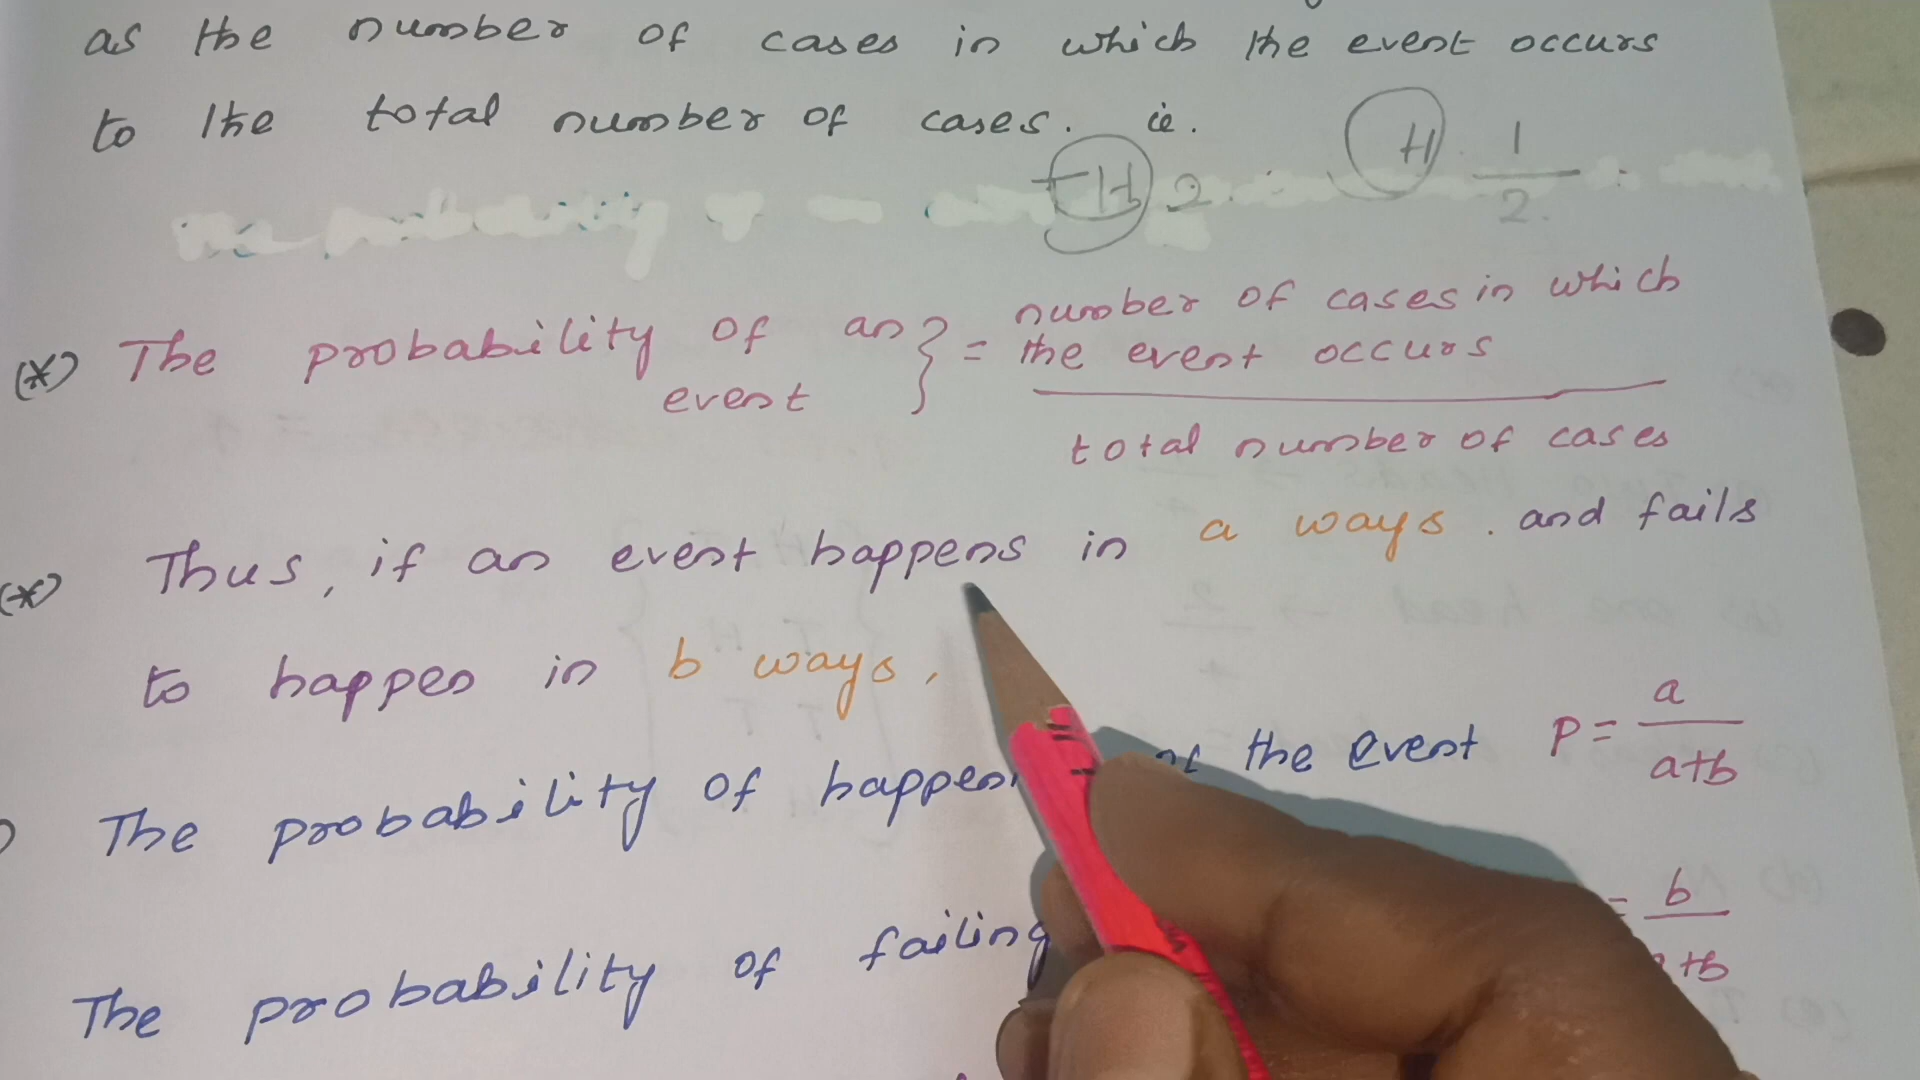 as the number of cases in which the event occurs
to the total number of cases. ie.
TH 2. H 1/2.
(*) The probability of an event } = number of cases in which the event occurs
total number of cases
(*) Thus, if an event happens in a ways. and fails
to happen in b ways,
The probability of of the event P = a/a+b
The probability of failing = b/a+b